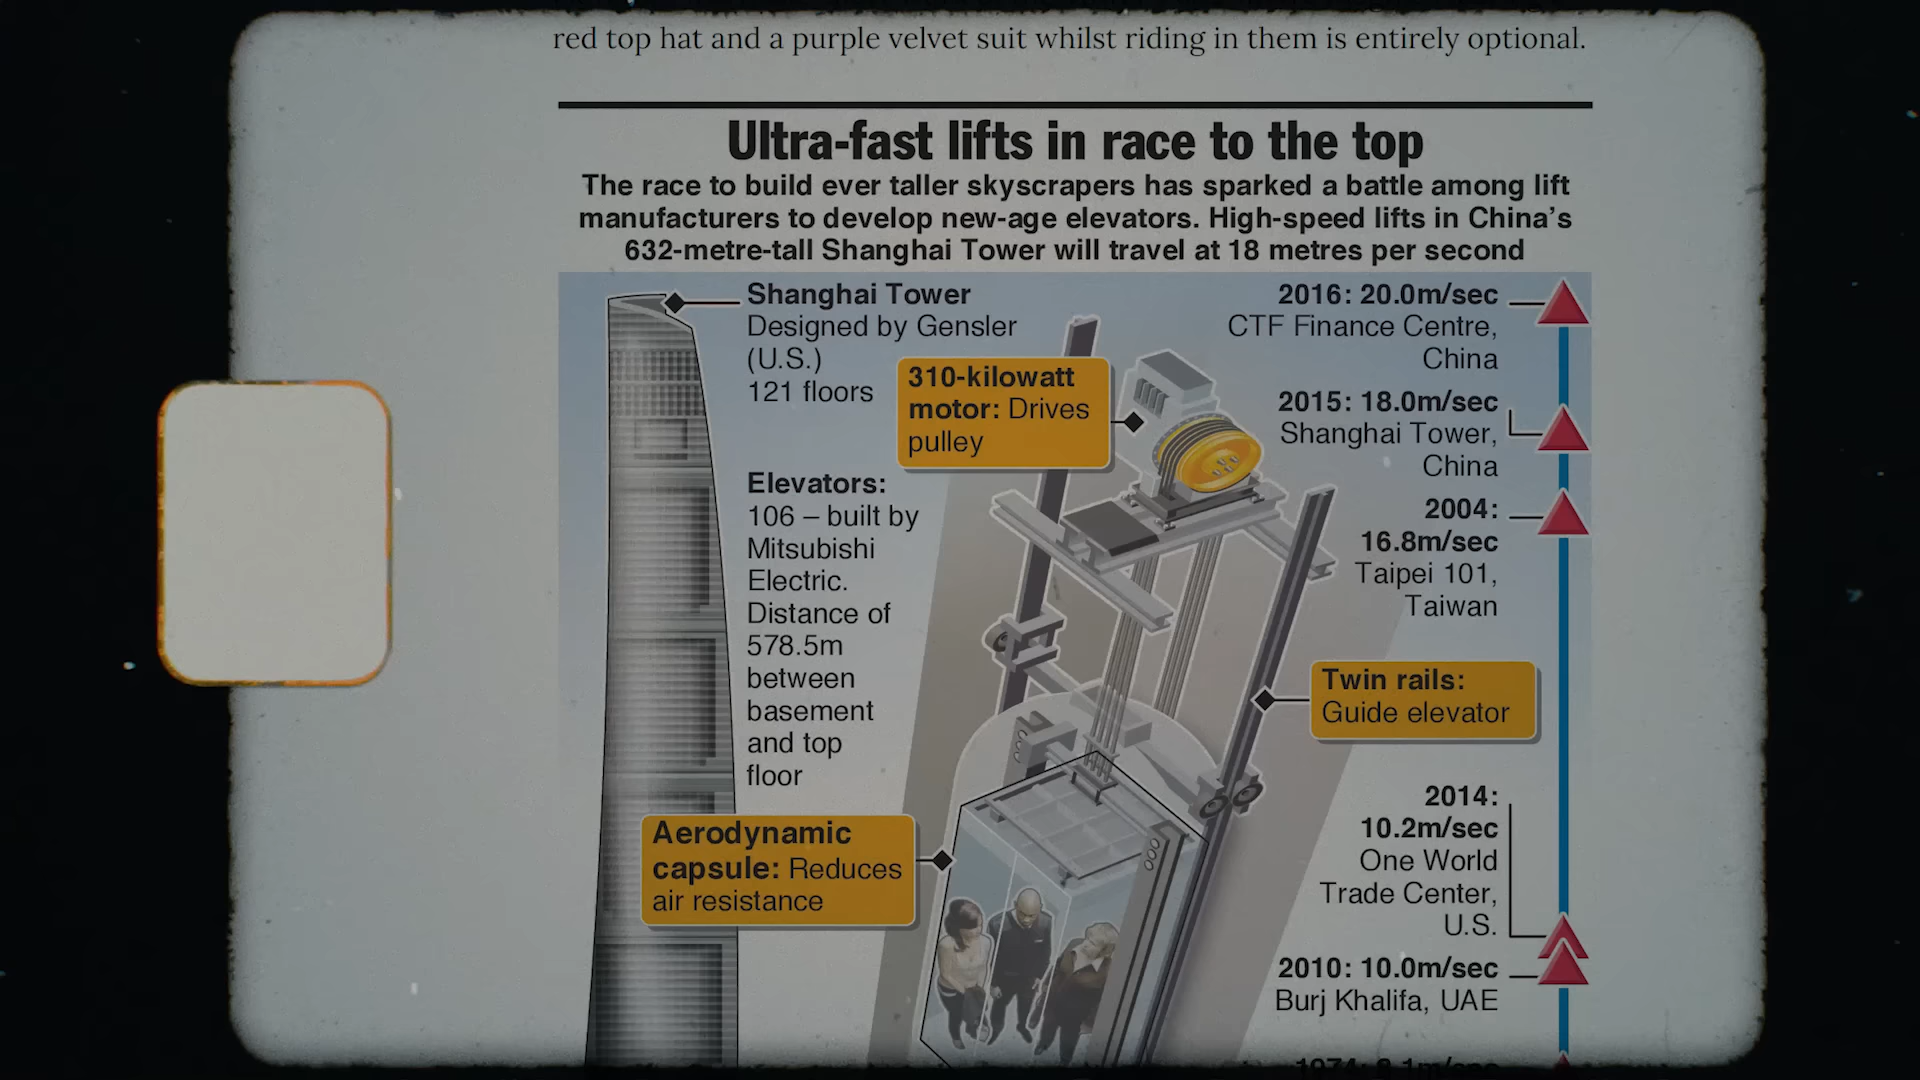 red top hat and a purple velvet suit whilst riding in them is entirely optional.
Ultra-fast lifts in race to the top
The race to build ever taller skyscrapers has sparked a battle among lift
manufacturers to develop new-age elevators. High-speed lifts in China's
632-metre-tall Shanghai Tower will travel at 18 metres per second
Shanghai Tower
Designed by Gensler
(U.S.)
121 floors
310-kilowatt
motor: Drives
pulley
Elevators:
106 – built by
Mitsubishi
Electric.
Distance of
578.5m
between
basement
and top
floor
Aerodynamic
capsule: Reduces
air resistance
2016: 20.0m/sec
CTF Finance Centre,
China
2015: 18.0m/sec
Shanghai Tower,
China
2004:
16.8m/sec
Taipei 101,
Taiwan
Twin rails:
Guide elevator
2014:
10.2m/sec
One World
Trade Center,
U.S.
2010: 10.0m/sec
Burj Khalifa, UAE